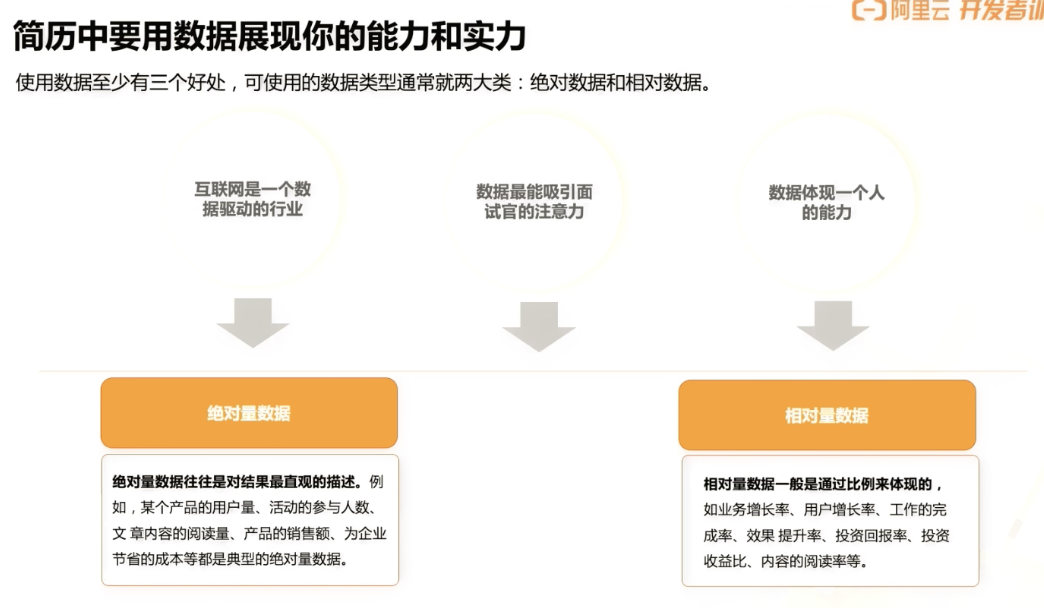 阿里云 开发者
简历中要用数据展现你的能力和实力
使用数据至少有三个好处，可使用的数据类型通常就两大类：绝对数据和相对数据。
互联网是一个数
据驱动的行业
数据最能吸引面
试官的注意力
数据体现一个人
的能力
绝对量数据
绝对量数据往往是对结果最直观的描述。例
如，某个产品的用户量、活动的参与人数、
文 章内容的阅读量、产品的销售额、为企业
节省的成本等都是典型的绝对量数据。
相对量数据
相对量数据一般是通过比例来体现的，
如业务增长率、用户增长率、工作的完
成率、效果 提升率、投资回报率、投资
收益比、内容的阅读率等。